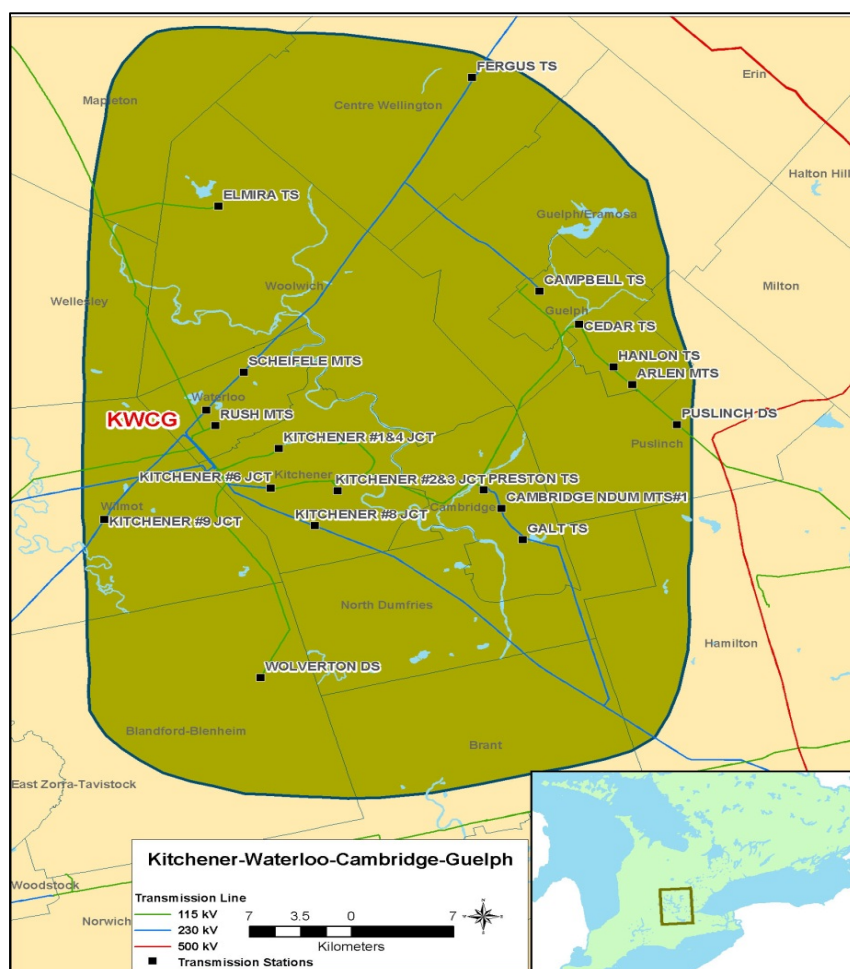 FERGUS TS
Erin
Mapleton
Centre Wellington
Halton Hill
ELMIRA TS
Guelph/Eramosa
CAMPBELL TS
Woolwich
Milton
Wellesley
Guelph
CEDAR TS
SCHEIFELE MTS
HANLON TS
ARLEN MTS
Waterloo
KWCG
RUSH MTS
PUSLINCH DS
KITCHENER #1&4 JCT
Puslinch
KITCHENER #6 JCT
Kitchener
KITCHENER #2&3 JCT
PRESTON TS
Wilmot
Cambridge
CAMBRIDGE NDUM MTS#1
KITCHENER #9 JCT
KITCHENER #8 JCT
GALT TS
North Dumfries
Hamilton
WOLVERTON DS
Blandford-Blenheim
Brant
East Zorra-Tavistock
Woodstock
Norwich
Kitchener-Waterloo-Cambridge-Guelph
Transmission Line
115 kV
230 kV
500 kV
Transmission Stations
7 3.5 0 7
Kilometers